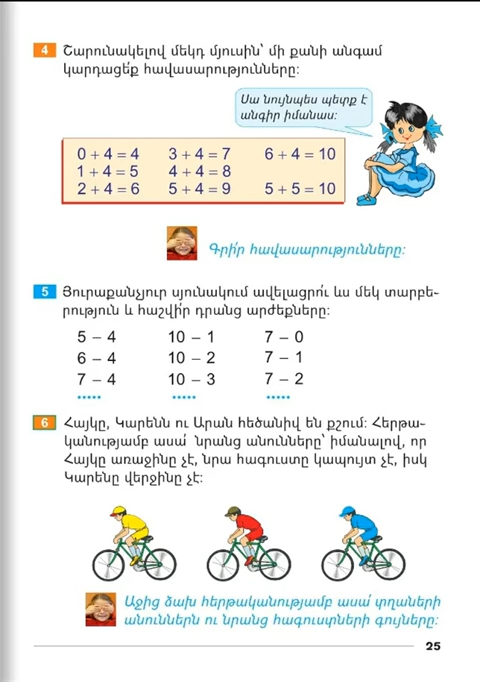 4 Շարունակելով մեկդ մյուսին՝ մի քանի անգամ
կարդացե՛ք հավասարությունները։
Սա նույնպես պետք է
անգիր իմանաս։
0 + 4 = 4 3 + 4 = 7 6 + 4 = 10
1 + 4 = 5 4 + 4 = 8
2 + 4 = 6 5 + 4 = 9 5 + 5 = 10
Գրի՛ր հավասարությունները։
5 Յուրաքանչյուր սյունակում ավելացրո՛ւ ևս մեկ տարբե-
րություն և հաշվի՛ր դրանց արժեքները։
5 – 4 10 – 1 7 – 0
6 – 4 10 – 2 7 – 1
7 – 4 10 – 3 7 – 2
..... ..... .....
6 Հայկը, Կարենն ու Արան հեծանիվ են քշում։ Հերթա-
կանությամբ ասա՛ նրանց անունները՝ իմանալով, որ
Հայկը առաջինը չէ, նրա հագուստը կապույտ չէ, իսկ
Կարենը վերջինը չէ։
Աջից ձախ հերթականությամբ ասա՛ տղաների
անուններն ու նրանց հագուստների գույները։
25